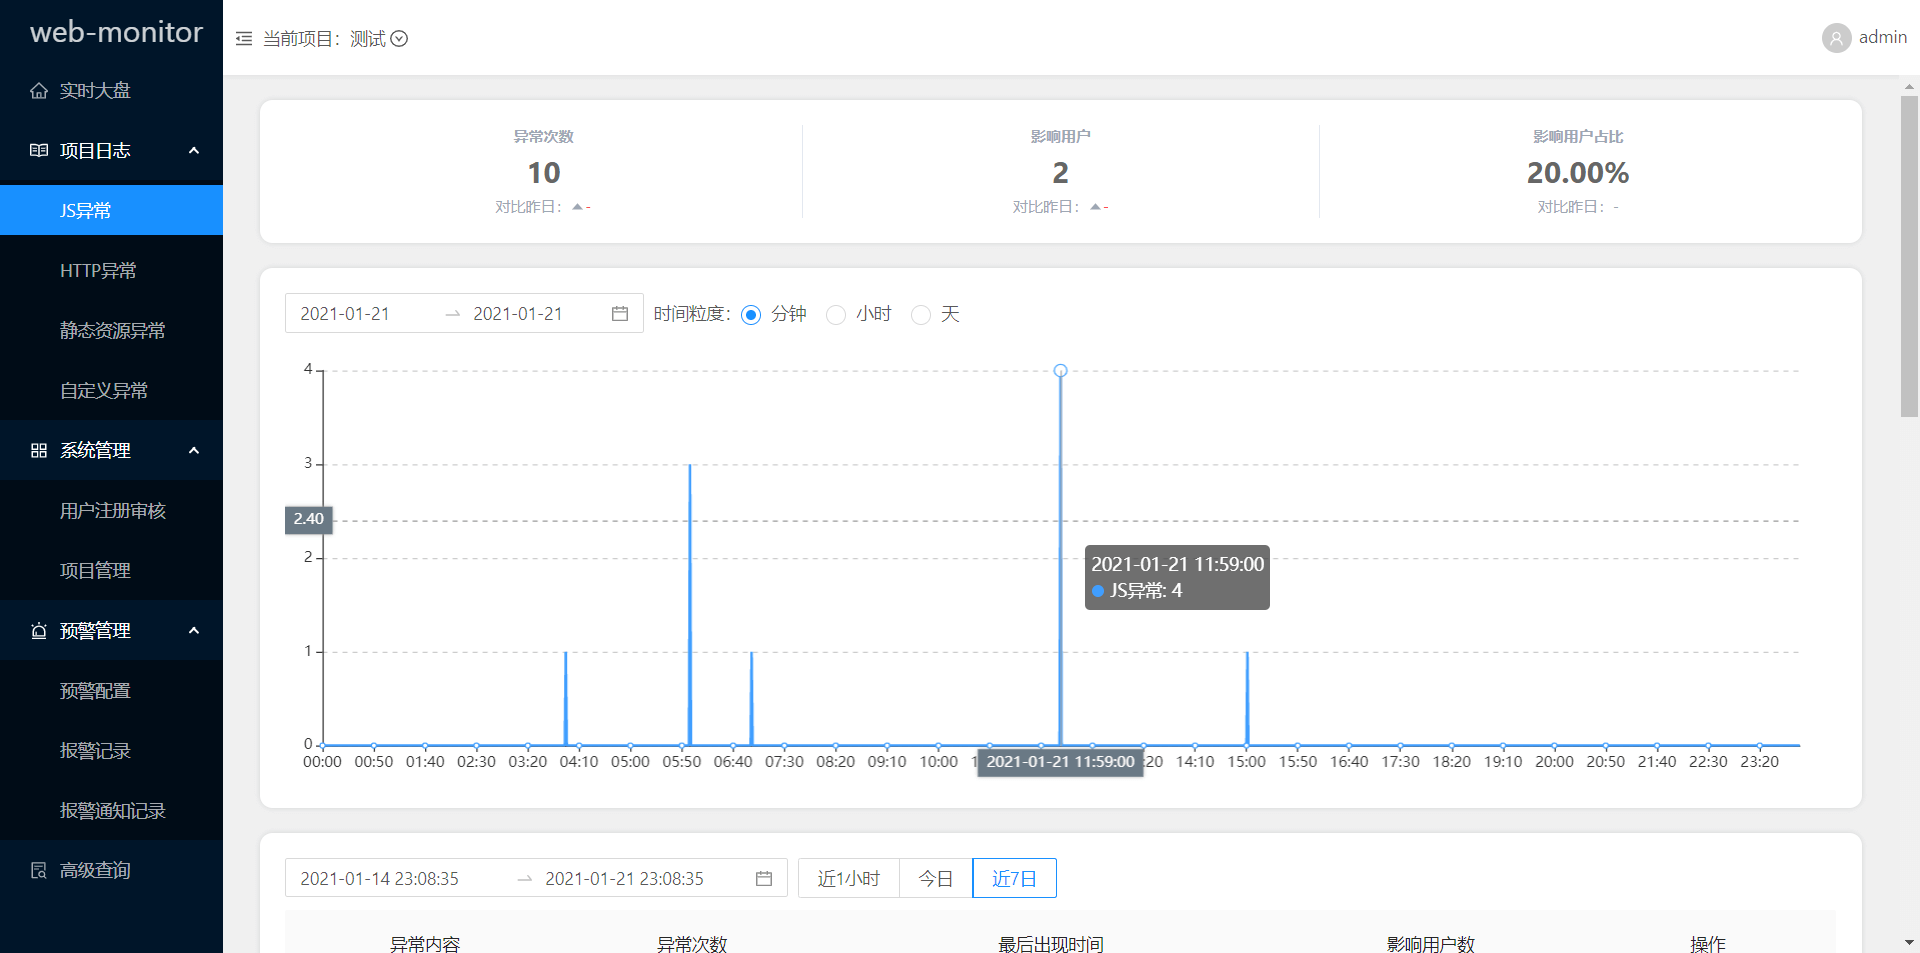 web-monitor
当前项目：测试
admin
实时大盘
项目日志
JS异常
HTTP异常
静态资源异常
自定义异常
系统管理
用户注册审核
项目管理
预警管理
预警配置
报警记录
报警通知记录
高级查询
异常次数
10
对比昨日： -
影响用户
2
对比昨日： -
影响用户占比
20.00%
对比昨日： -
2021-01-21 → 2021-01-21 时间粒度： 分钟 小时 天
4
3
2.40
2
1
0
2021-01-21 11:59:00
JS异常: 4
00:00 00:50 01:40 02:30 03:20 04:10 05:00 05:50 06:40 07:30 08:20 09:10 10:00 1 2021-01-21 11:59:00 :20 14:10 15:00 15:50 16:40 17:30 18:20 19:10 20:00 20:50 21:40 22:30 23:20
2021-01-14 23:08:35 → 2021-01-21 23:08:35 近1小时 今日 近7日
异常内容 异常次数 最后出现时间 影响用户数 操作